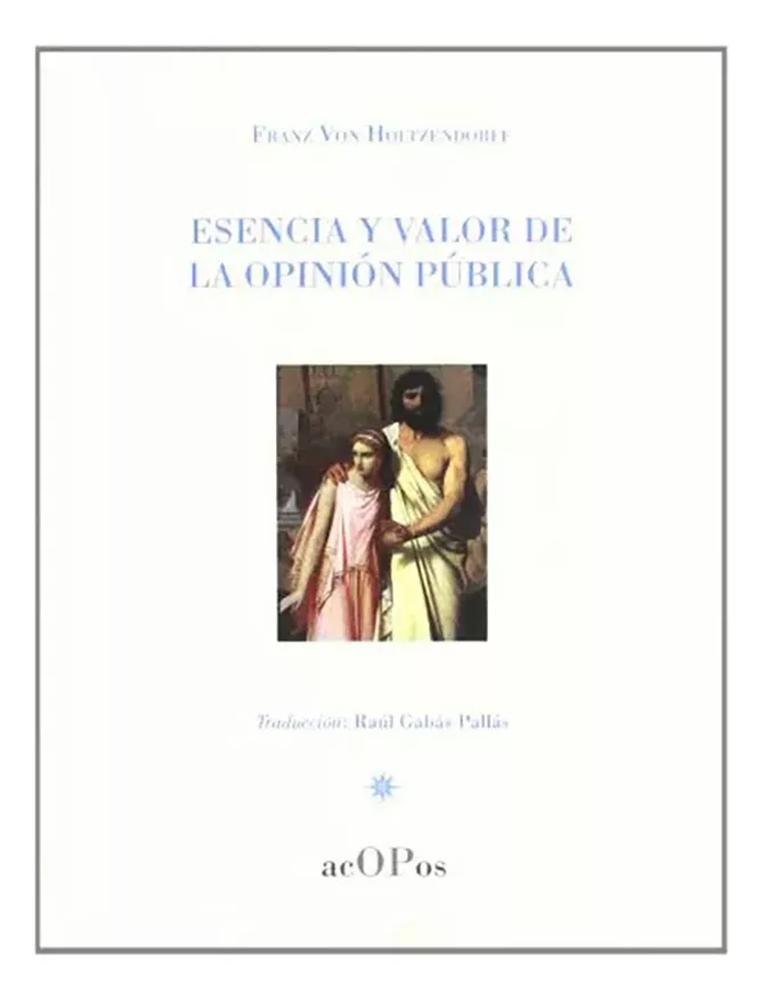 Franz Von Holtzendorff
ESENCIA Y VALOR DE
LA OPINIÓN PÚBLICA
Traducción: Raúl Gabás Pallás
acOPos